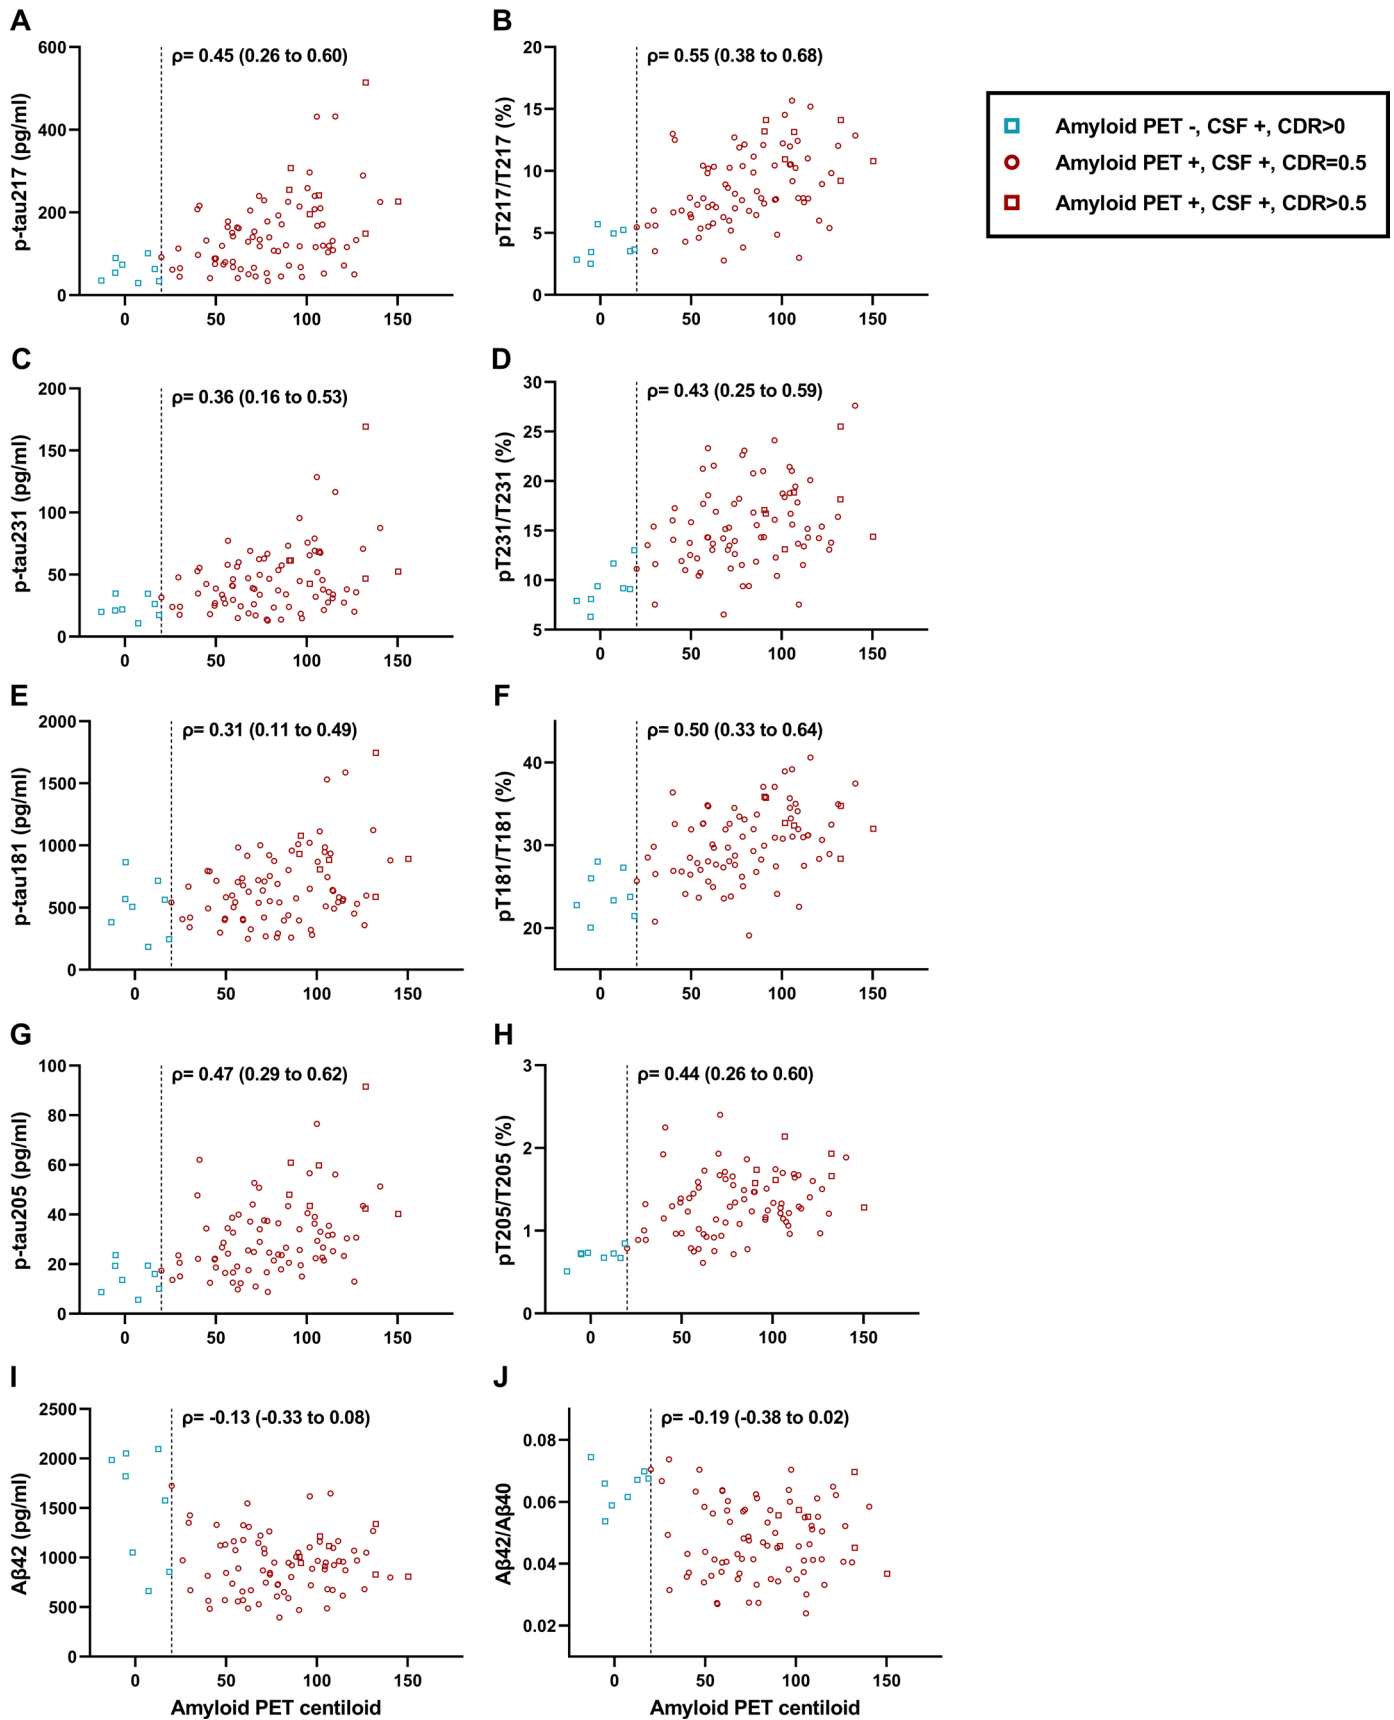 A
ρ= 0.45 (0.26 to 0.60)
p-tau217 (pg/ml)
600
400
200
0
0 50 100 150
B
ρ= 0.55 (0.38 to 0.68)
pT217/T217 (%)
20
15
10
5
0
0 50 100 150
Amyloid PET -, CSF +, CDR>0
Amyloid PET +, CSF +, CDR=0.5
Amyloid PET +, CSF +, CDR>0.5
C
ρ= 0.36 (0.16 to 0.53)
p-tau231 (pg/ml)
200
150
100
50
0
0 50 100 150
D
ρ= 0.43 (0.25 to 0.59)
pT231/T231 (%)
30
25
20
15
10
5
0 50 100 150
E
ρ= 0.31 (0.11 to 0.49)
p-tau181 (pg/ml)
2000
1500
1000
500
0
0 50 100 150
F
ρ= 0.50 (0.33 to 0.64)
pT181/T181 (%)
40
30
20
0 50 100 150
G
ρ= 0.47 (0.29 to 0.62)
p-tau205 (pg/ml)
100
80
60
40
20
0
0 50 100 150
H
ρ= 0.44 (0.26 to 0.60)
pT205/T205 (%)
3
2
1
0
0 50 100 150
I
ρ= -0.13 (-0.33 to 0.08)
Aβ42 (pg/ml)
2500
2000
1500
1000
500
0
0 50 100 150
Amyloid PET centiloid
J
ρ= -0.19 (-0.38 to 0.02)
Aβ42/Aβ40
0.08
0.06
0.04
0.02
0 50 100 150
Amyloid PET centiloid